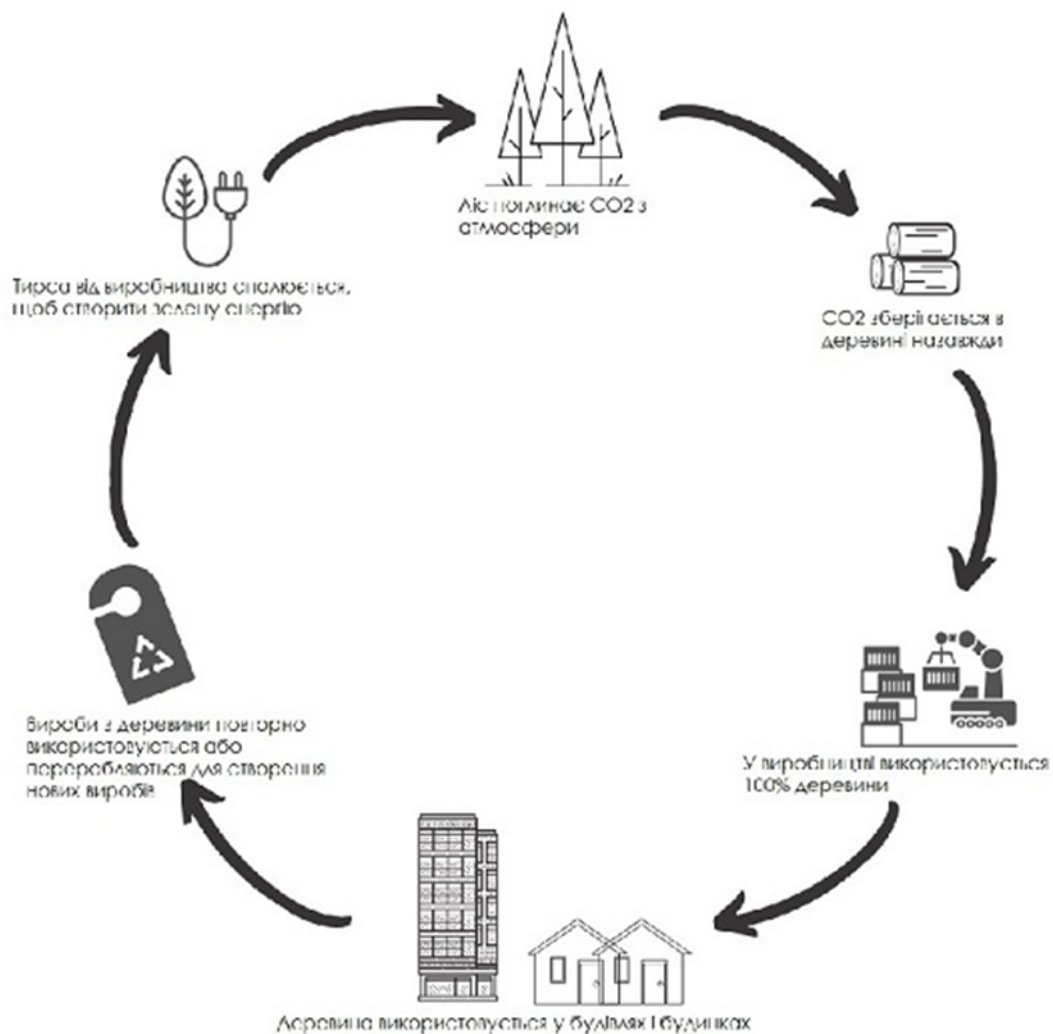 Ліс поглинає CO2 з
атмосфери
CO2 зберігається в
деревині назавжди
У виробництві використовується
100% деревини
Деревина використовується у будівлях і будинках
Вироби з деревини повторно
використовуються або
переробляються для створення
нових виробів
Тирса від виробництва спалюється,
щоб створити зелену енергію